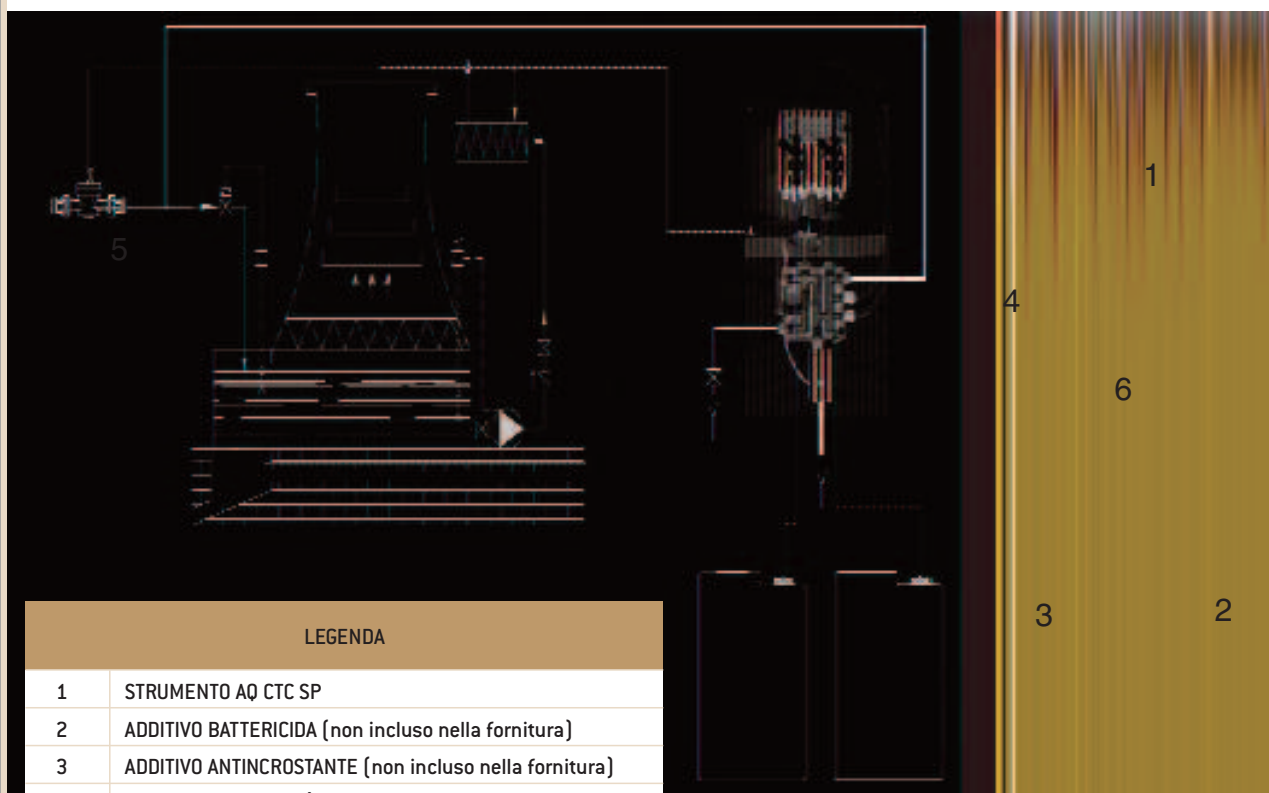 1
5
4
6
3
2
LEGENDA
1 STRUMENTO AQ CTC SP
2 ADDITIVO BATTERICIDA (non incluso nella fornitura)
3 ADDITIVO ANTINCROSTANTE (non incluso nella fornitura)